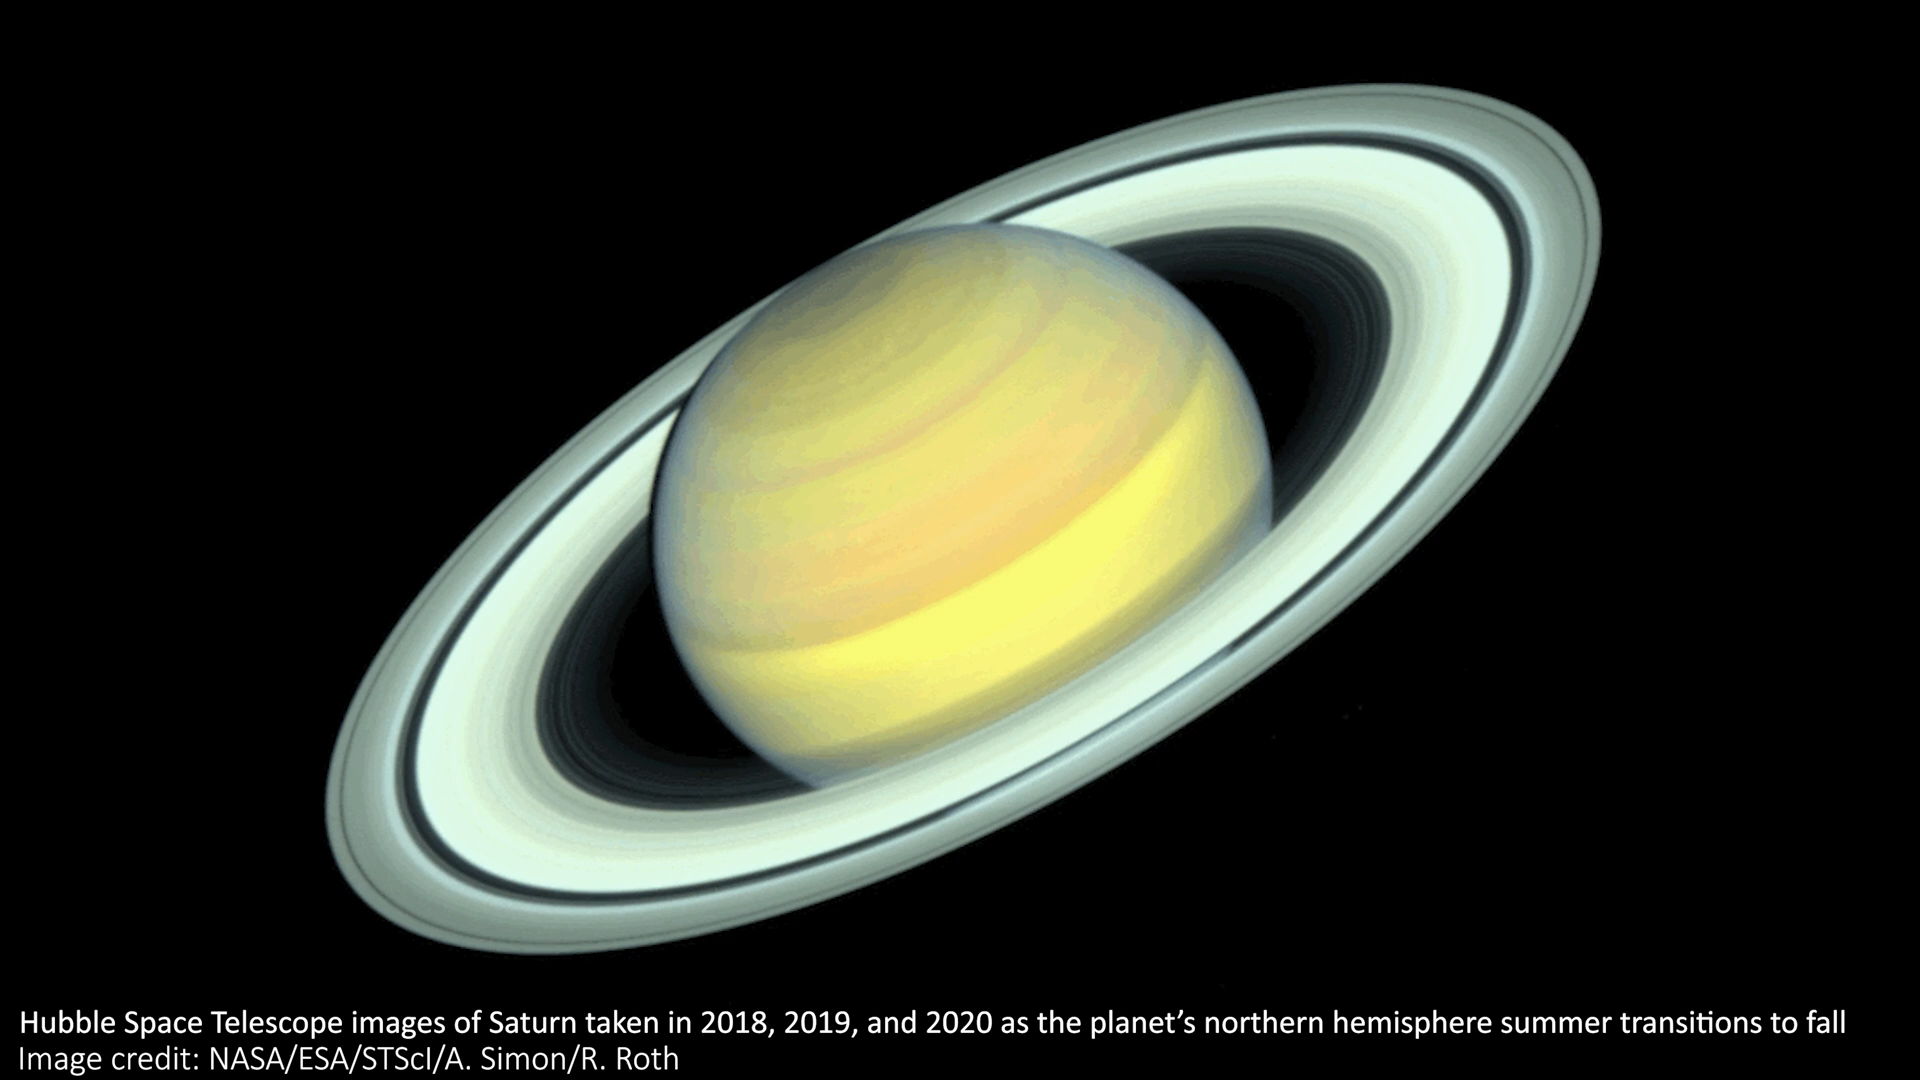 Hubble Space Telescope images of Saturn taken in 2018, 2019, and 2020 as the planet’s northern hemisphere summer transitions to fall
Image credit: NASA/ESA/STScI/A. Simon/R. Roth